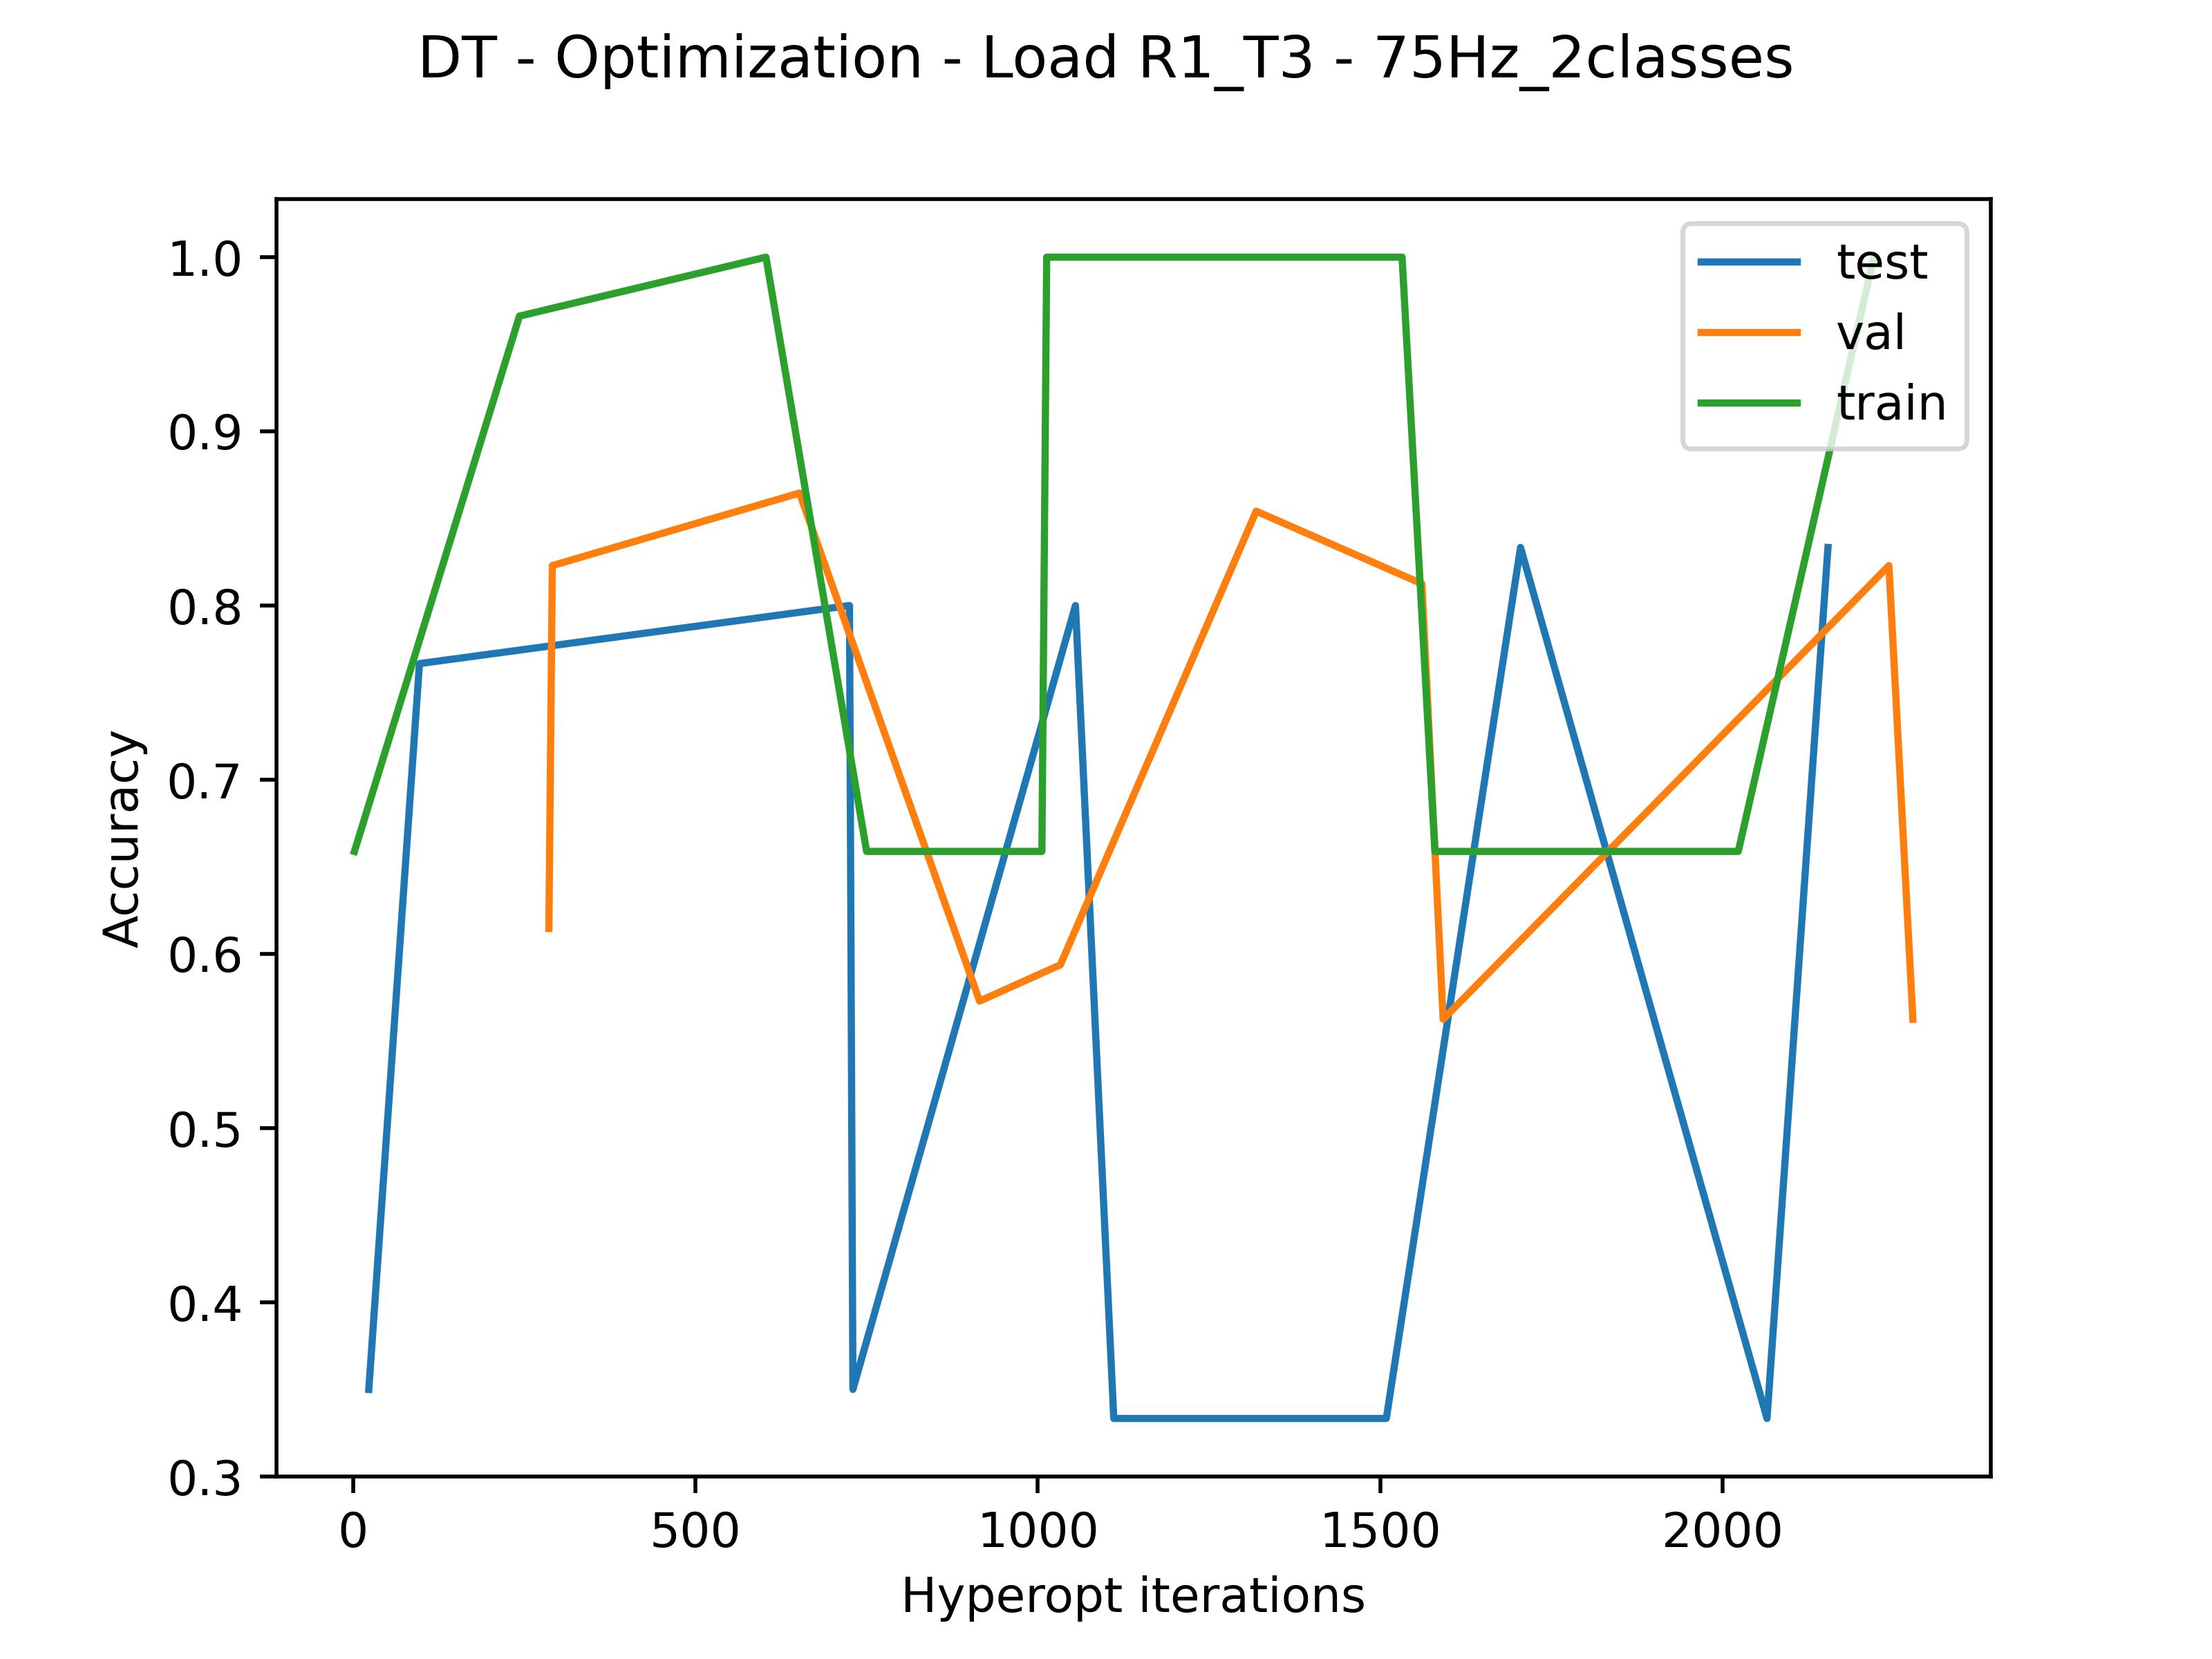 DT - Optimization - Load R1_T3 - 75Hz_2classes
1.0
0.9
0.8
0.7
0.6
0.5
0.4
0.3
Accuracy
test
val
train
0 500 1000 1500 2000
Hyperopt iterations